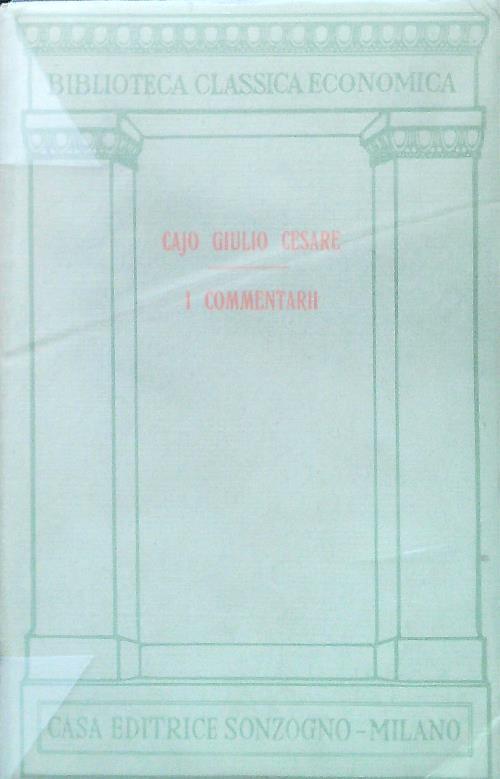 BIBLIOTECA CLASSICA ECONOMICA
CAJO GIULIO CESARE
I COMMENTARII
CASA EDITRICE SONZOGNO-MILANO